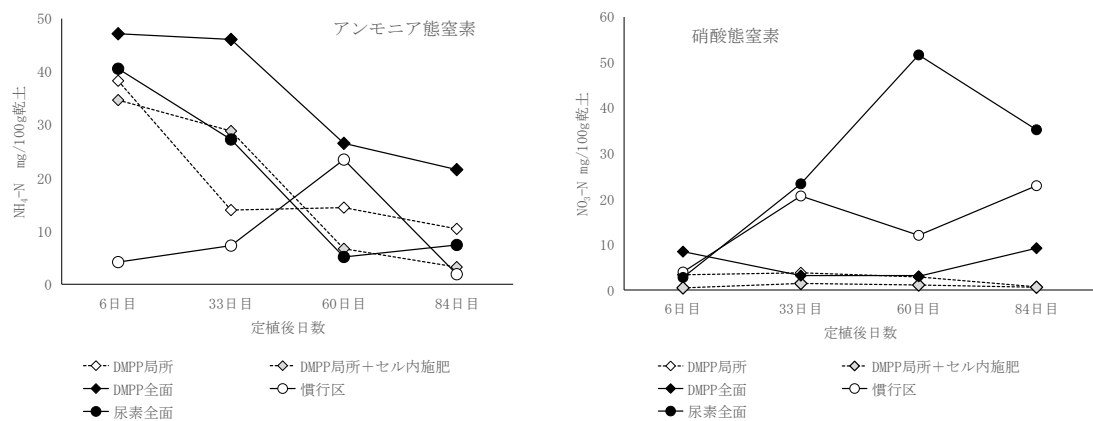 アンモニア態窒素
NH₄-N mg/100g乾土
50
40
30
20
10
0
6日目 33日目 60日目 84日目
定植後日数
DMPP局所 DMPP局所＋セル内施肥
DMPP全面 慣行区
尿素全面
硝酸態窒素
NO₃-N mg/100g乾土
60
50
40
30
20
10
0
6日目 33日目 60日目 84日目
定植後日数
DMPP局所 DMPP局所＋セル内施肥
DMPP全面 慣行区
尿素全面